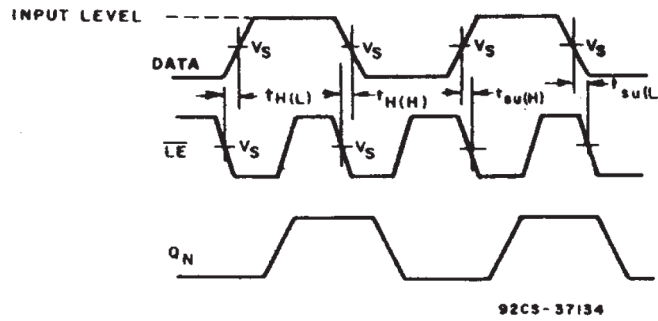 INPUT LEVEL
DATA
VS
VS
VS
VS
tH(L)
tH(H)
tsu(H)
tsu(L
LE
VS
VS
QN
92CS-37134